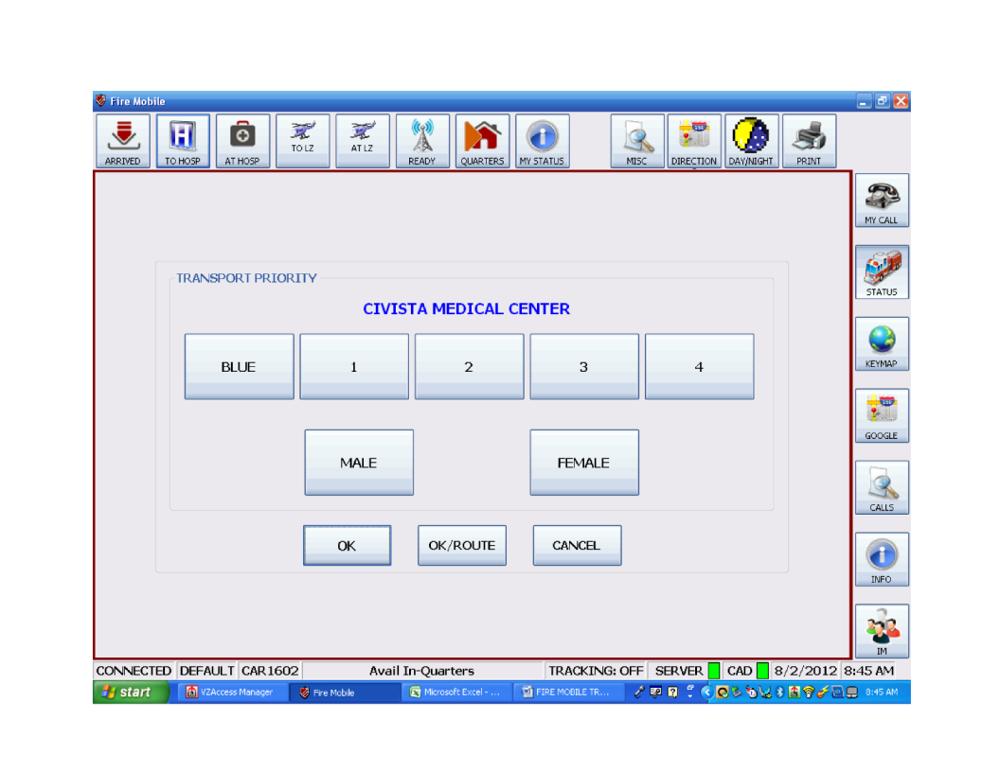 Fire Mobile
ARRIVED TO HOSP AT HOSP TO LZ AT LZ READY QUARTERS MY STATUS MISC DIRECTION DAY/NIGHT PRINT
MY CALL
TRANSPORT PRIORITY
STATUS
CIVISTA MEDICAL CENTER
BLUE 1 2 3 4
KEYMAP
GOOGLE
MALE FEMALE
CALLS
OK OK/ROUTE CANCEL
INFO
IM
CONNECTED DEFAULT CAR1602 Avail In-Quarters TRACKING: OFF SERVER CAD 8/2/2012 8:45 AM
start VZAccess Manager Fire Mobile Microsoft Excel - ... FIRE MOBILE TR... 8:45 AM